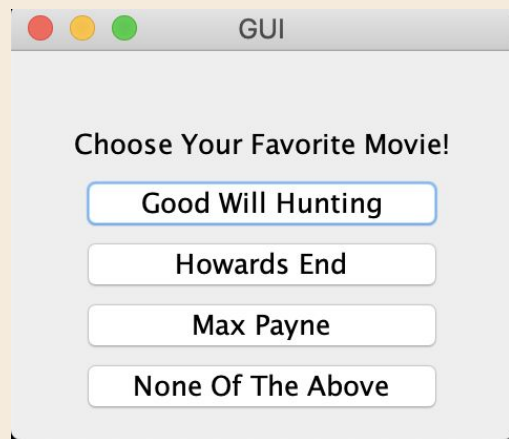 GUI
Choose Your Favorite Movie!
Good Will Hunting
Howards End
Max Payne
None Of The Above